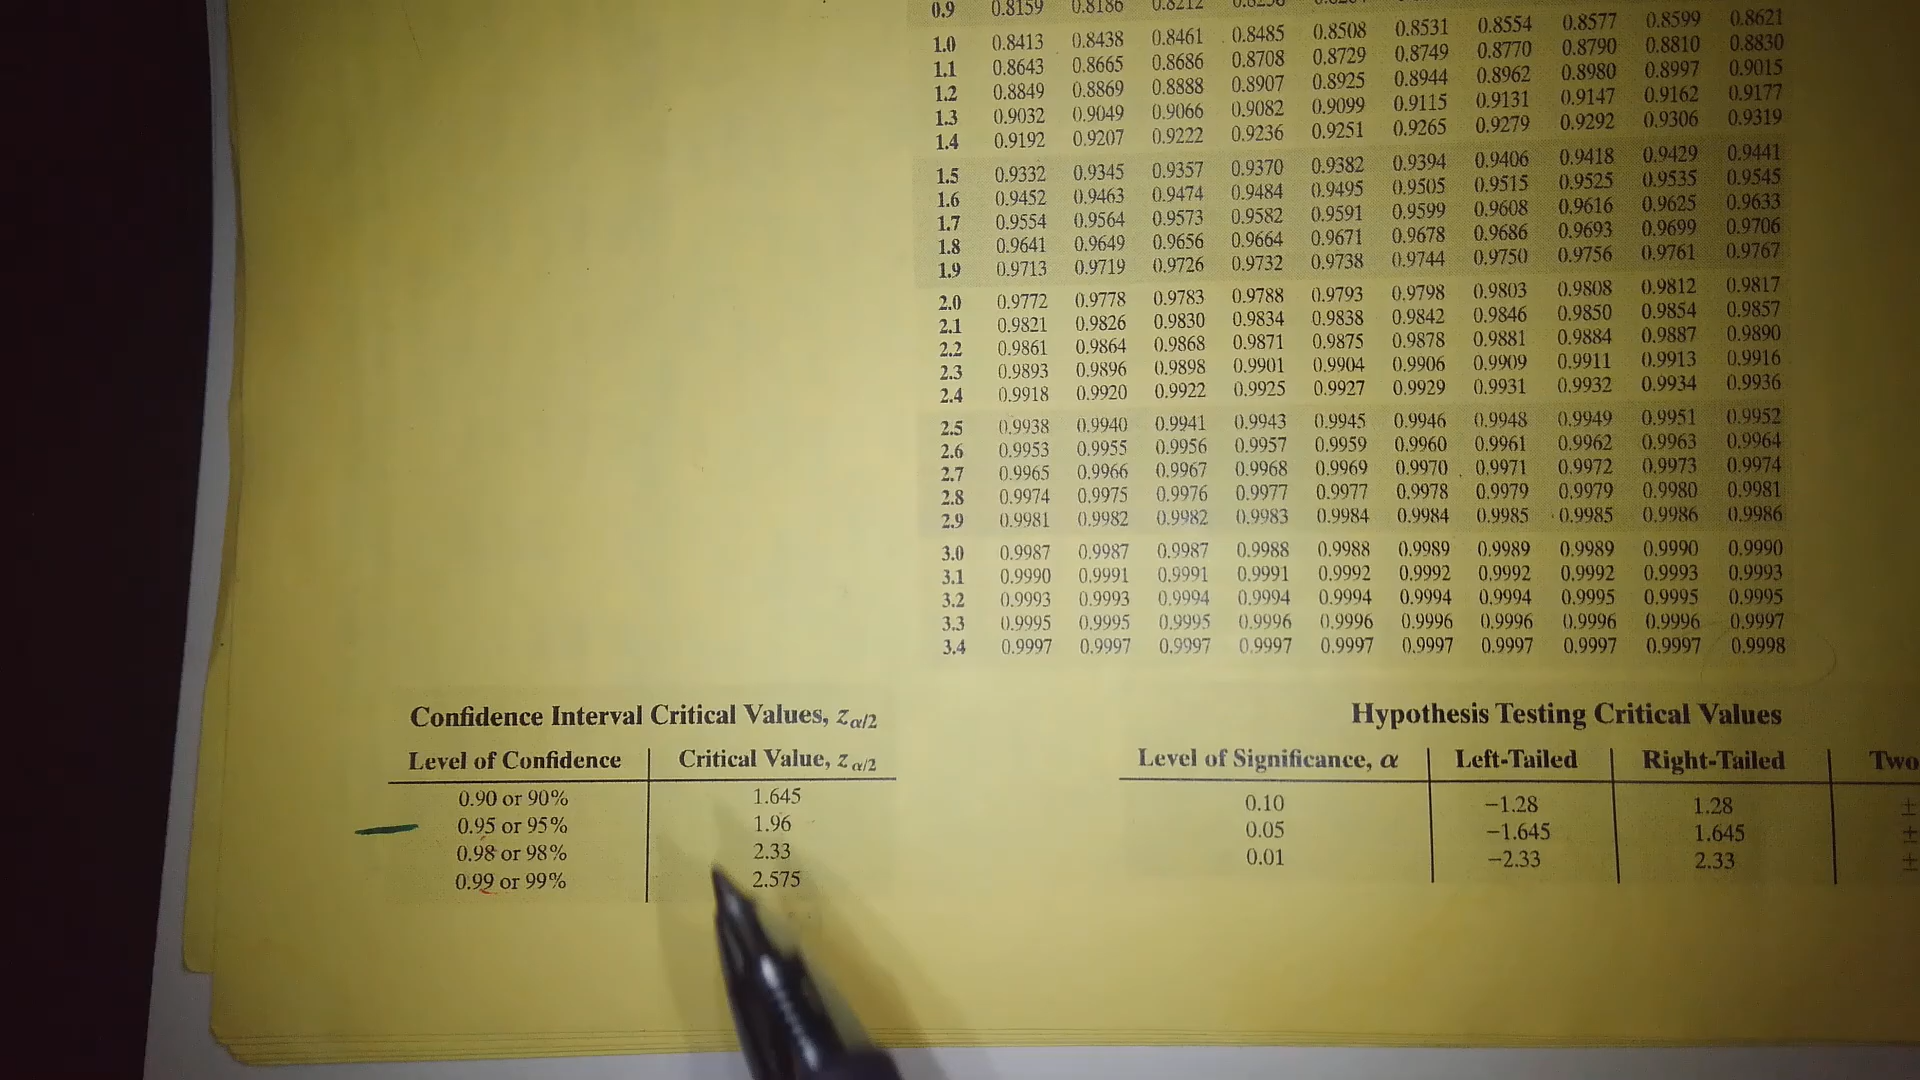 0.9 0.8159 0.8186 0.8212
1.0 0.8413 0.8438 0.8461 0.8485 0.8508 0.8531 0.8554 0.8577 0.8599 0.8621
1.1 0.8643 0.8665 0.8686 0.8708 0.8729 0.8749 0.8770 0.8790 0.8810 0.8830
1.2 0.8849 0.8869 0.8888 0.8907 0.8925 0.8944 0.8962 0.8980 0.8997 0.9015
1.3 0.9032 0.9049 0.9066 0.9082 0.9099 0.9115 0.9131 0.9147 0.9162 0.9177
1.4 0.9192 0.9207 0.9222 0.9236 0.9251 0.9265 0.9279 0.9292 0.9306 0.9319
1.5 0.9332 0.9345 0.9357 0.9370 0.9382 0.9394 0.9406 0.9418 0.9429 0.9441
1.6 0.9452 0.9463 0.9474 0.9484 0.9495 0.9505 0.9515 0.9525 0.9535 0.9545
1.7 0.9554 0.9564 0.9573 0.9582 0.9591 0.9599 0.9608 0.9616 0.9625 0.9633
1.8 0.9641 0.9649 0.9656 0.9664 0.9671 0.9678 0.9686 0.9693 0.9699 0.9706
1.9 0.9713 0.9719 0.9726 0.9732 0.9738 0.9744 0.9750 0.9756 0.9761 0.9767
2.0 0.9772 0.9778 0.9783 0.9788 0.9793 0.9798 0.9803 0.9808 0.9812 0.9817
2.1 0.9821 0.9826 0.9830 0.9834 0.9838 0.9842 0.9846 0.9850 0.9854 0.9857
2.2 0.9861 0.9864 0.9868 0.9871 0.9875 0.9878 0.9881 0.9884 0.9887 0.9890
2.3 0.9893 0.9896 0.9898 0.9901 0.9904 0.9906 0.9909 0.9911 0.9913 0.9916
2.4 0.9918 0.9920 0.9922 0.9925 0.9927 0.9929 0.9931 0.9932 0.9934 0.9936
2.5 0.9938 0.9940 0.9941 0.9943 0.9945 0.9946 0.9948 0.9949 0.9951 0.9952
2.6 0.9953 0.9955 0.9956 0.9957 0.9959 0.9960 0.9961 0.9962 0.9963 0.9964
2.7 0.9965 0.9966 0.9967 0.9968 0.9969 0.9970 0.9971 0.9972 0.9973 0.9974
2.8 0.9974 0.9975 0.9976 0.9977 0.9977 0.9978 0.9979 0.9979 0.9980 0.9981
2.9 0.9981 0.9982 0.9982 0.9983 0.9984 0.9984 0.9985 0.9985 0.9986 0.9986
3.0 0.9987 0.9987 0.9987 0.9988 0.9988 0.9989 0.9989 0.9989 0.9990 0.9990
3.1 0.9990 0.9991 0.9991 0.9991 0.9992 0.9992 0.9992 0.9992 0.9993 0.9993
3.2 0.9993 0.9993 0.9994 0.9994 0.9994 0.9994 0.9994 0.9995 0.9995 0.9995
3.3 0.9995 0.9995 0.9995 0.9996 0.9996 0.9996 0.9996 0.9996 0.9996 0.9997
3.4 0.9997 0.9997 0.9997 0.9997 0.9997 0.9997 0.9997 0.9997 0.9997 0.9998
Confidence Interval Critical Values, z α/2
Level of Confidence Critical Value, z α/2
0.90 or 90% 1.645
0.95 or 95% 1.96
0.98 or 98% 2.33
0.99 or 99% 2.575
Hypothesis Testing Critical Values
Level of Significance, α Left-Tailed Right-Tailed Two
0.10 −1.28 1.28 ±
0.05 −1.645 1.645 ±
0.01 −2.33 2.33 ±